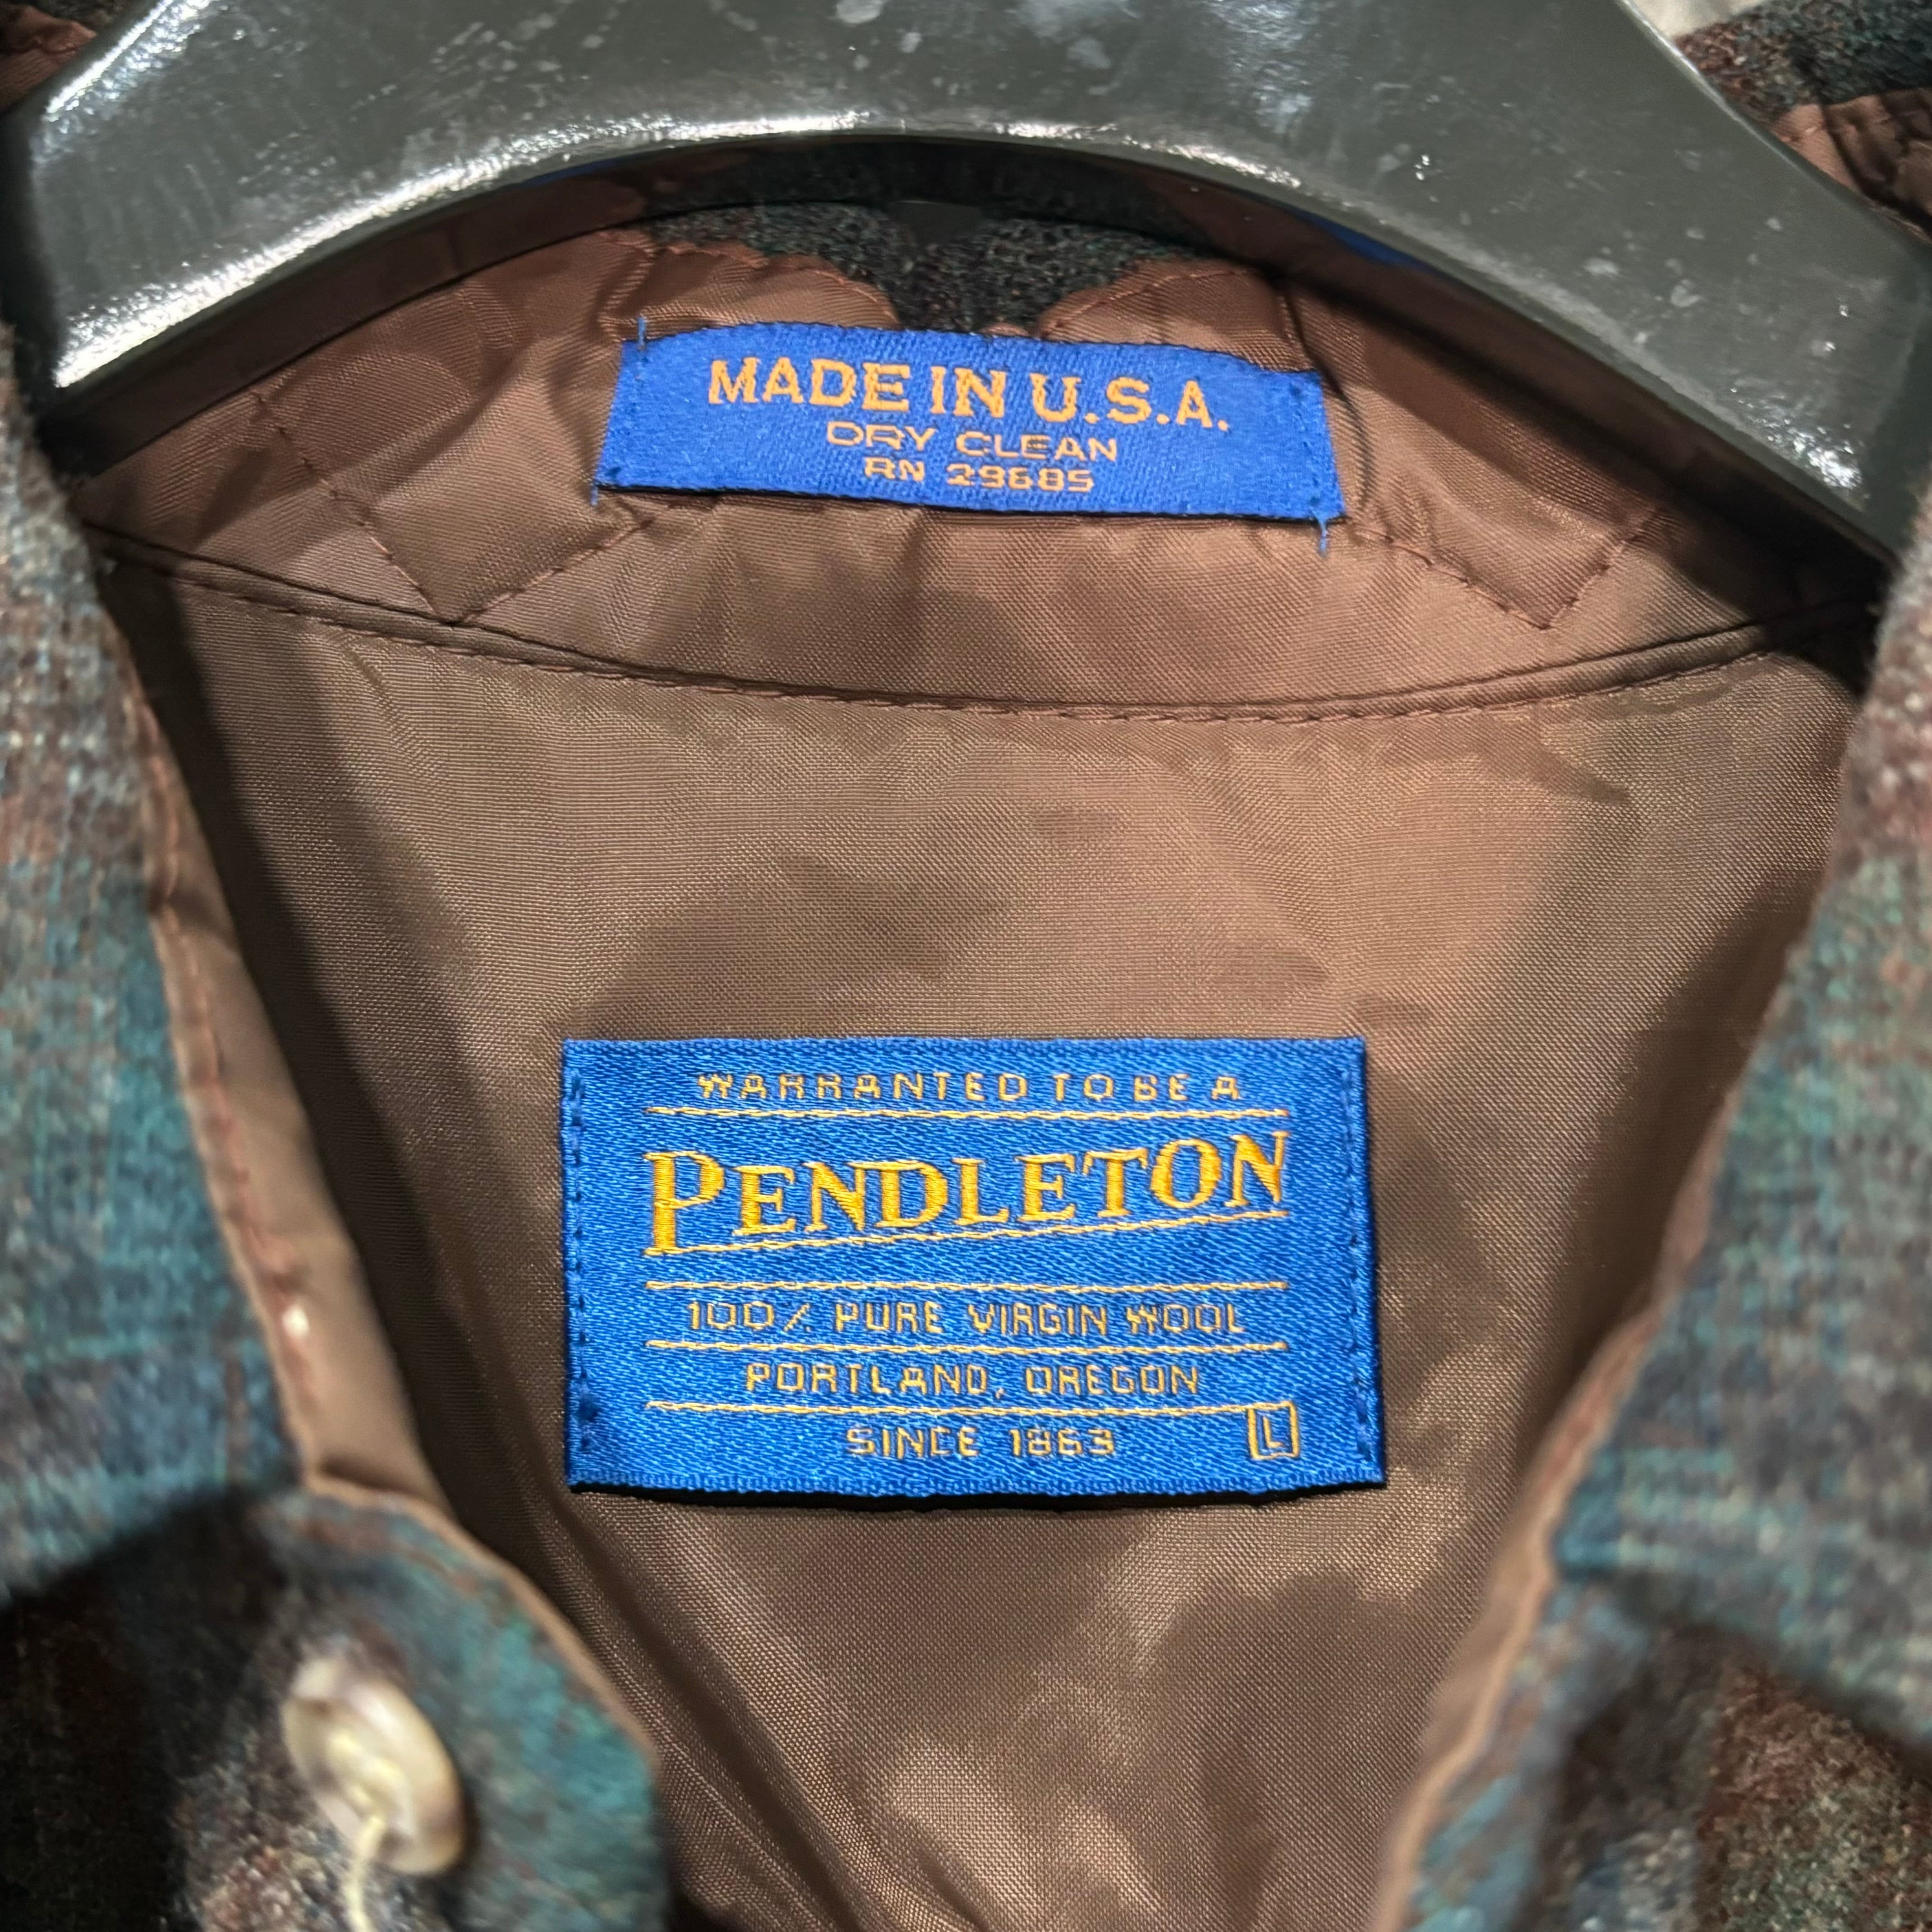 MADE IN U.S.A.
DRY CLEAN
RN 29685
WARRANTED TO BE A
PENDLETON
100% PURE VIRGIN WOOL
PORTLAND, OREGON
SINCE 1863 L